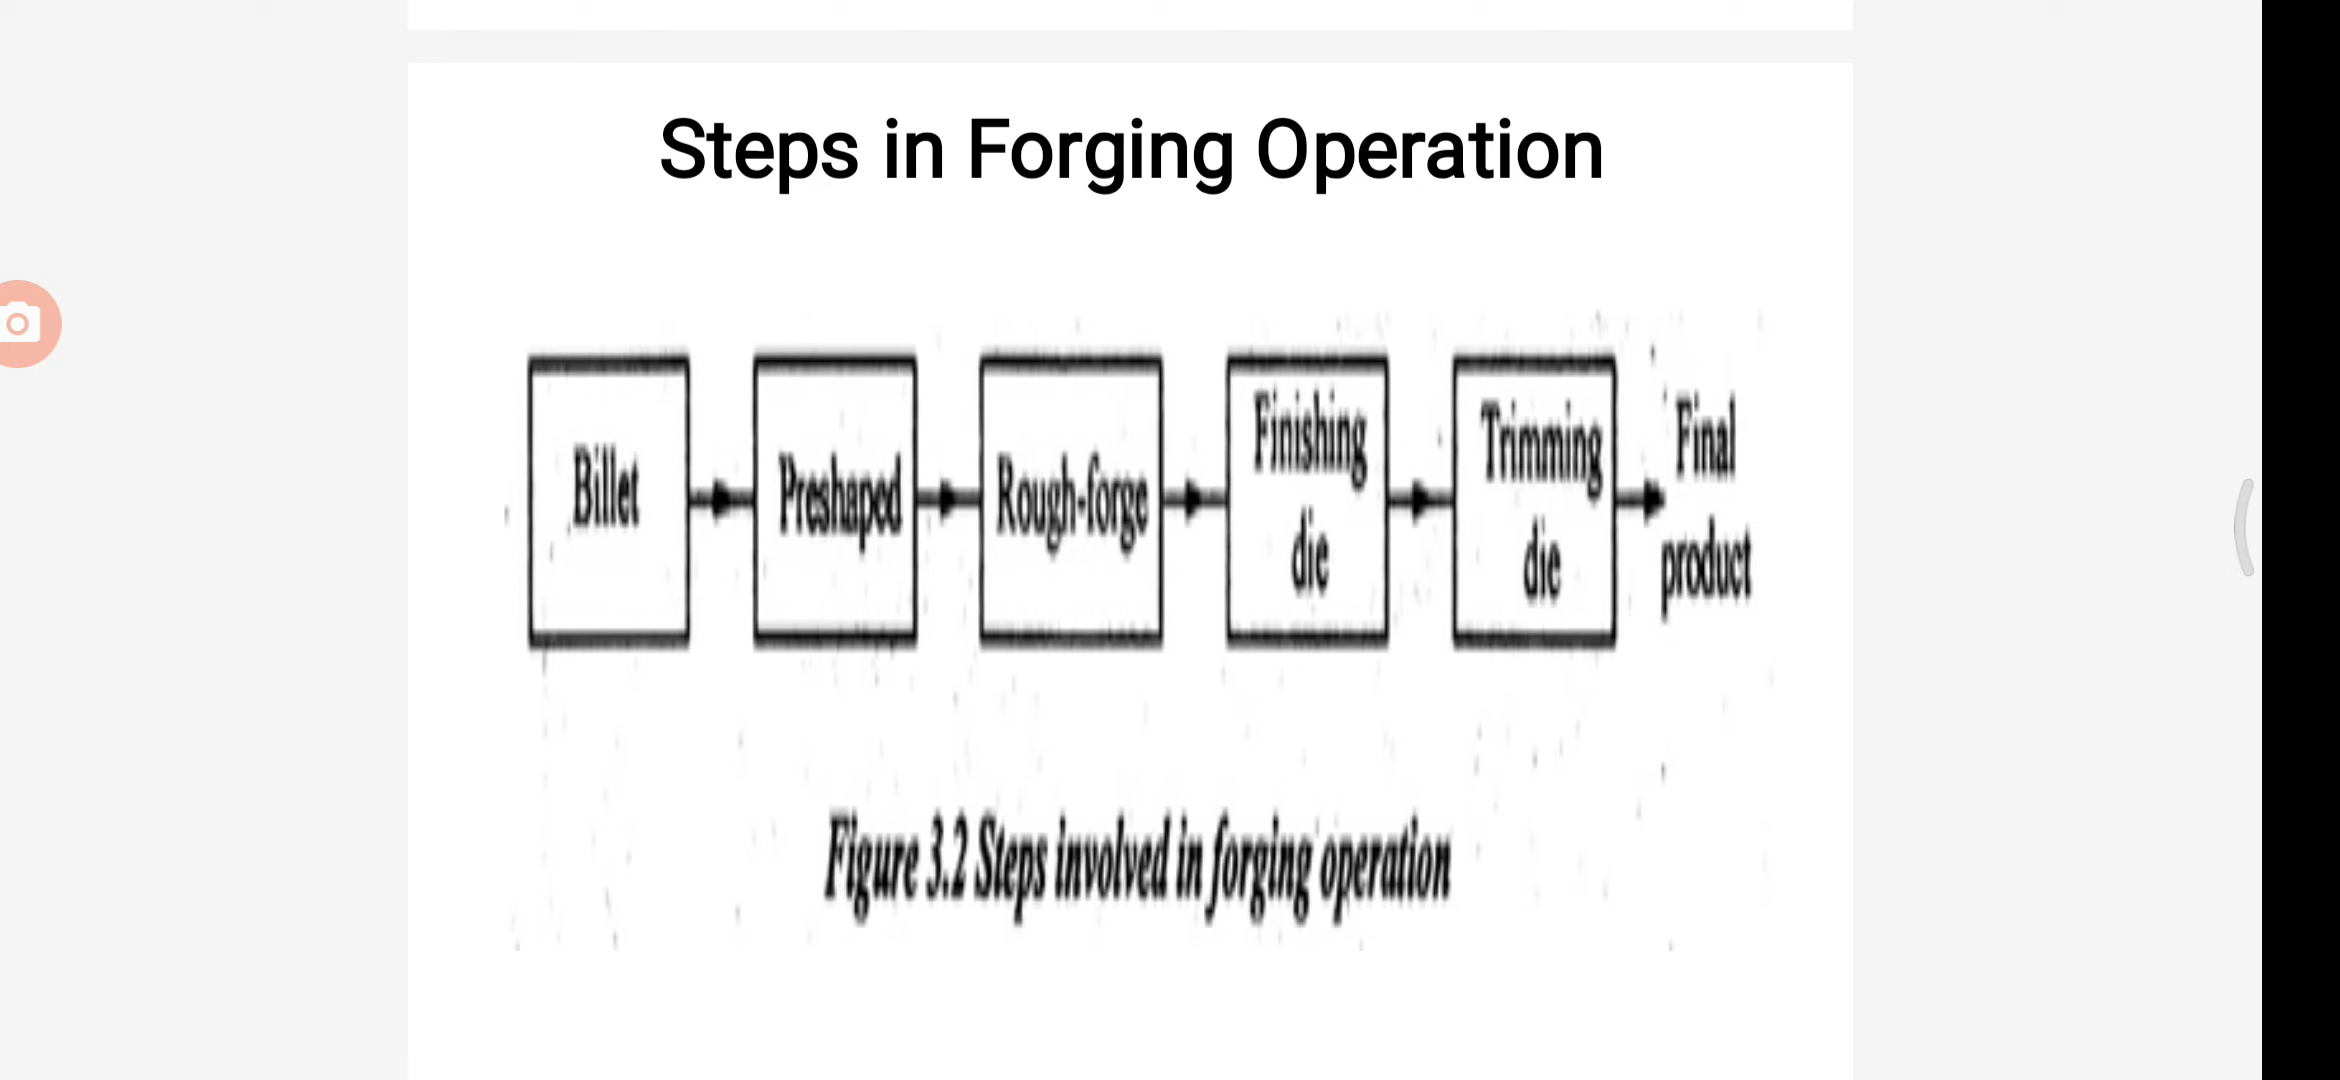 Steps in Forging Operation
Billet
Preshaped
Rough-forge
Finishing
die
Trimming
die
Final
product
Figure 3.2 Steps involved in forging operation